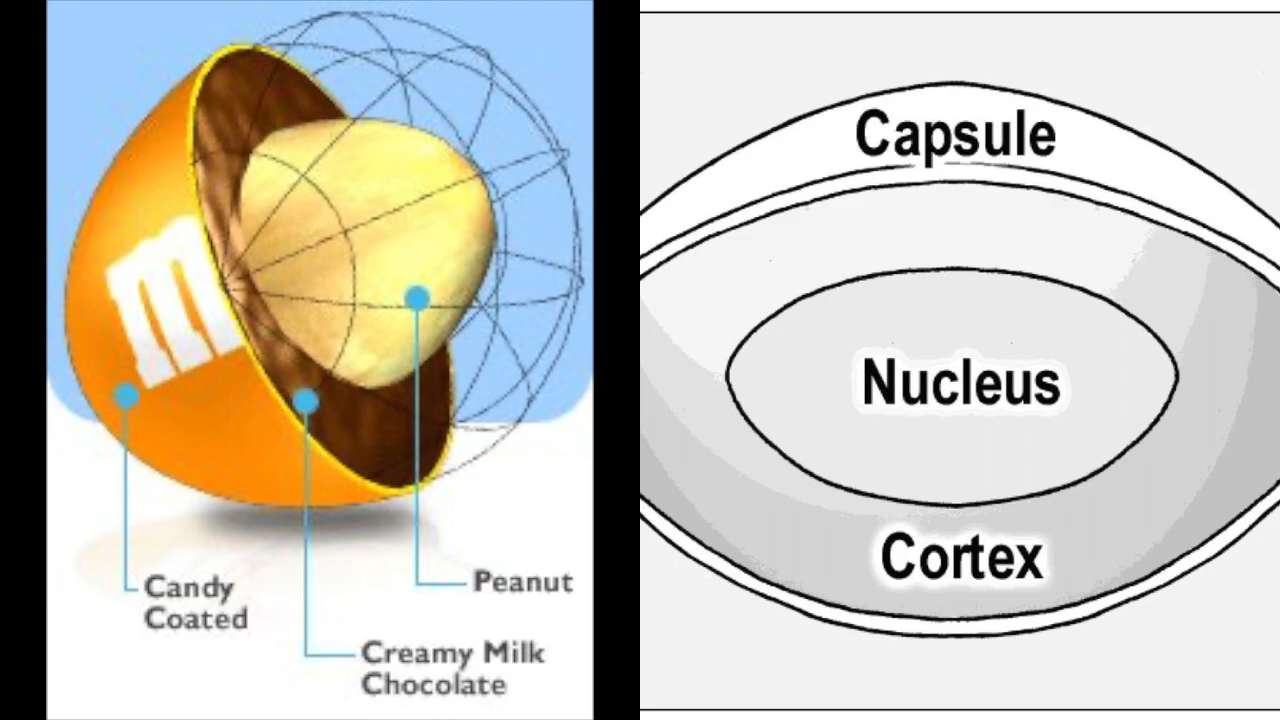 m
Candy
Coated
Peanut
Creamy Milk
Chocolate
Capsule
Nucleus
Cortex